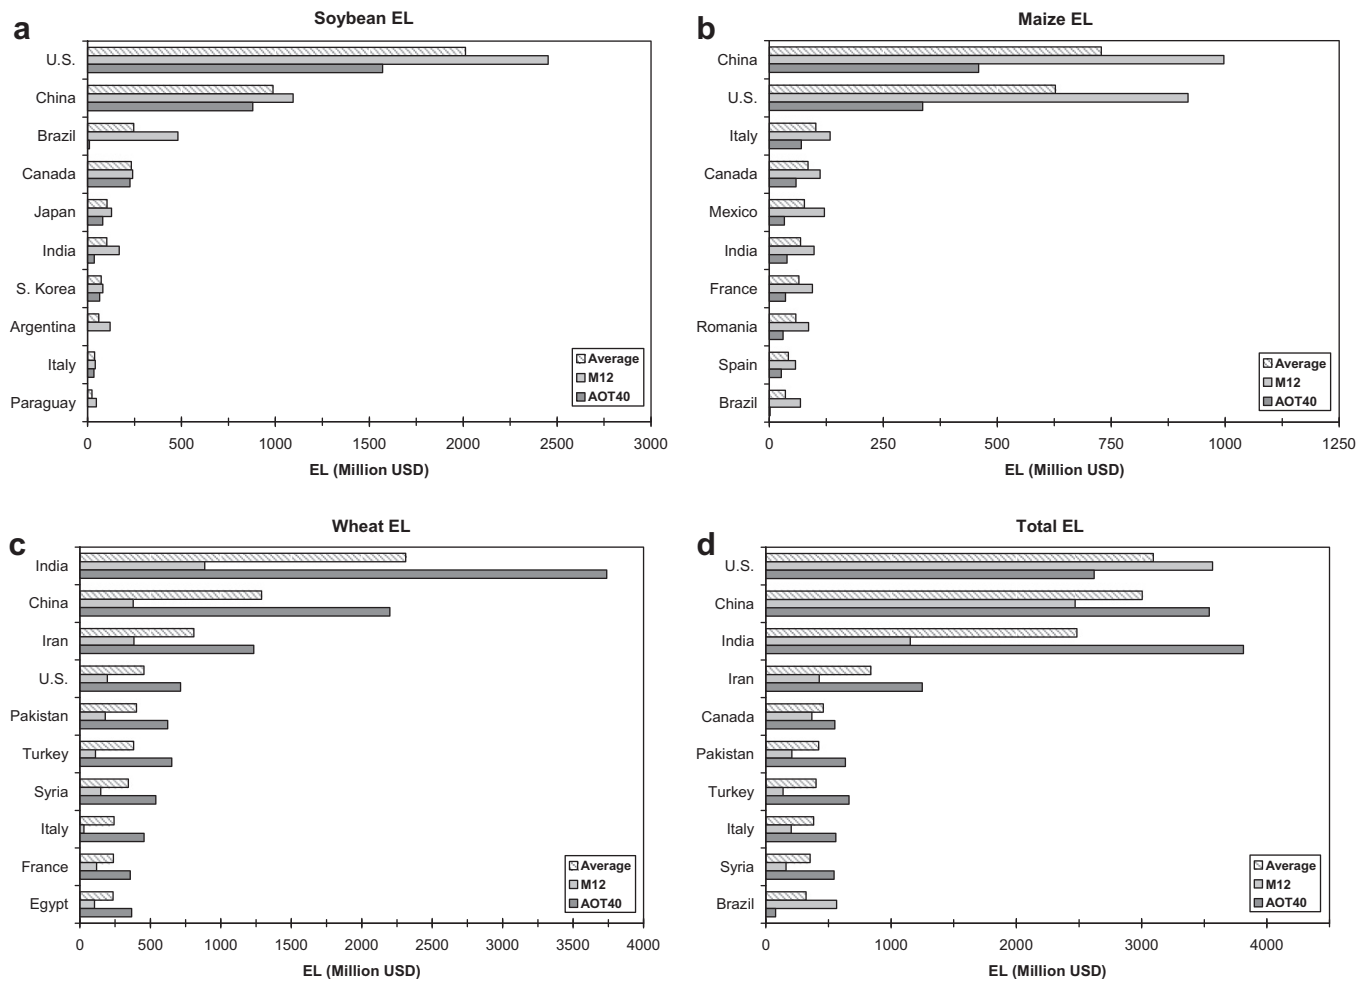 a
Soybean EL
U.S.
China
Brazil
Canada
Japan
India
S. Korea
Argentina
Italy
Paraguay
Average
M12
AOT40
0 500 1000 1500 2000 2500 3000
EL (Million USD)
b
Maize EL
China
U.S.
Italy
Canada
Mexico
India
France
Romania
Spain
Brazil
Average
M12
AOT40
0 250 500 750 1000 1250
EL (Million USD)
c
Wheat EL
India
China
Iran
U.S.
Pakistan
Turkey
Syria
Italy
France
Egypt
Average
M12
AOT40
0 500 1000 1500 2000 2500 3000 3500 4000
EL (Million USD)
d
Total EL
U.S.
China
India
Iran
Canada
Pakistan
Turkey
Italy
Syria
Brazil
Average
M12
AOT40
0 1000 2000 3000 4000
EL (Million USD)